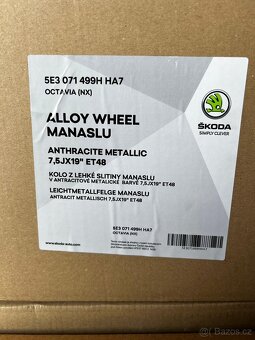 5E3 071 499H HA7
OCTAVIA (NX)
ŠKODA
SIMPLY CLEVER
ALLOY WHEEL
MANASLU
ANTHRACITE METALLIC
7,5JX19" ET48
KOLO Z LEHKÉ SLITINY MANASLU
V ANTRACITOVÉ METALICKÉ BARVĚ 7,5JX19" ET48
LEICHTMETALLFELGE MANASLU
ANTRACIT METALLISCH 7,5JX19" ET48
5E3 071 499H HA7
OCTAVIA (NX)
www.skoda-auto.com
Bazoš.cz